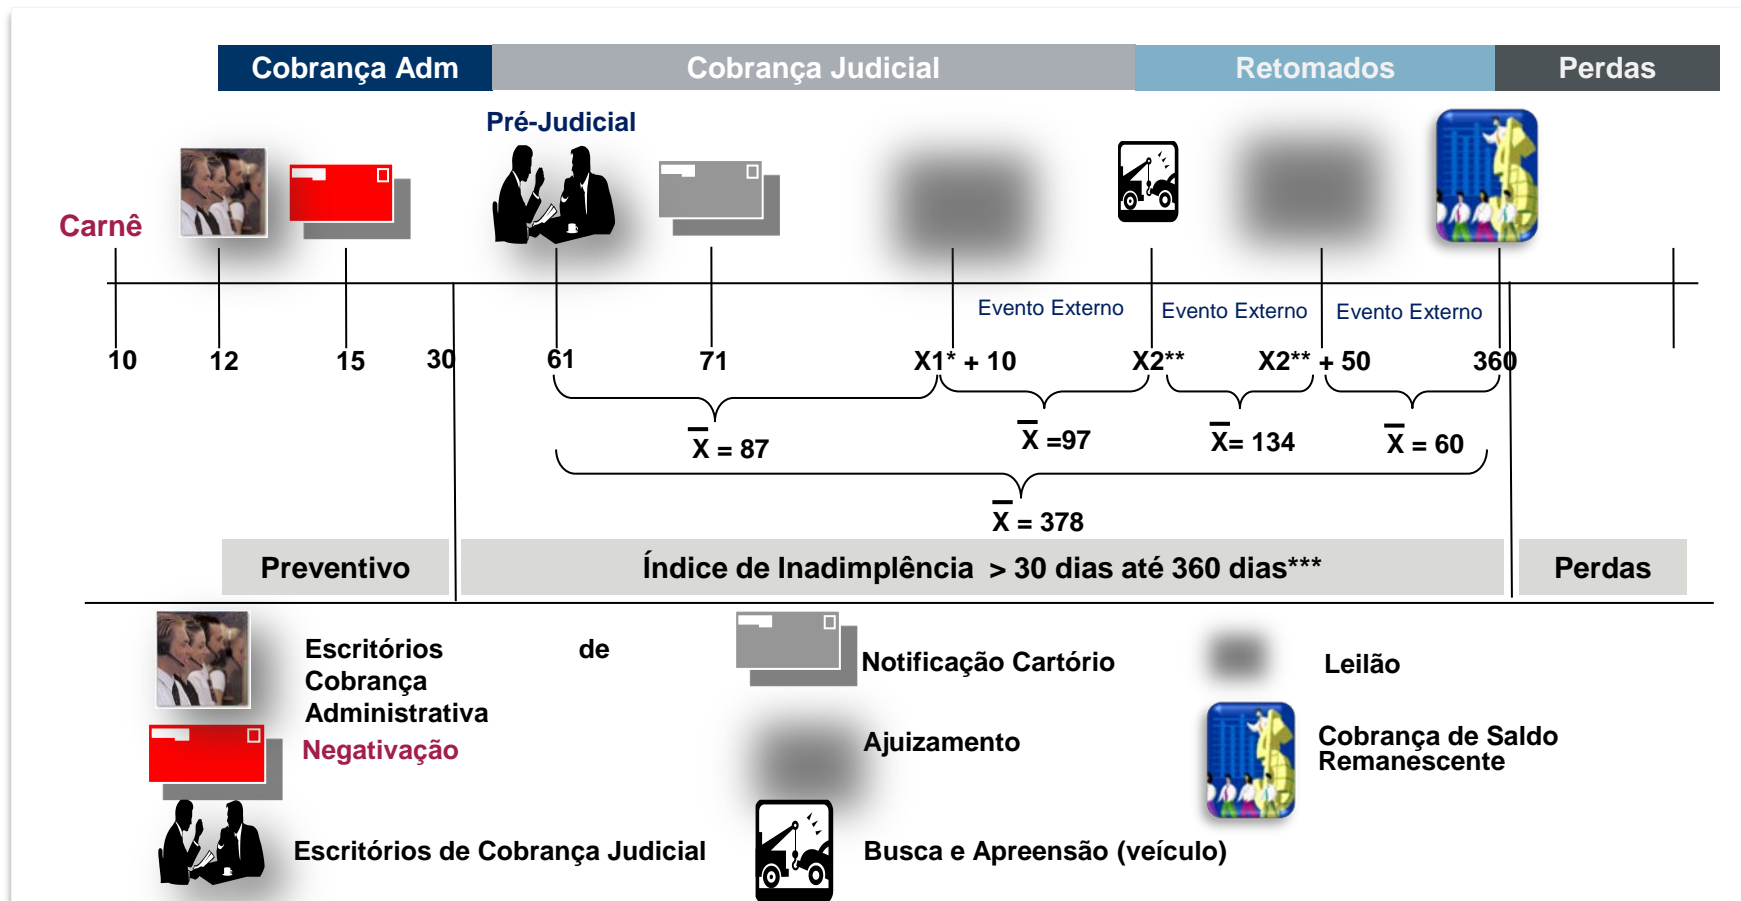 Cobrança Adm Cobrança Judicial Retomados Perdas
Pré-Judicial
Carnê
Evento Externo Evento Externo Evento Externo
10 12 15 30 61 71 X1* + 10 X2** X2** + 50 360
X = 87 X =97 X= 134 X = 60
X = 378
Preventivo Índice de Inadimplência > 30 dias até 360 dias*** Perdas
Escritórios de
Cobrança
Administrativa
Notificação Cartório
Leilão
Negativação
Ajuizamento
Cobrança de Saldo
Remanescente
Escritórios de Cobrança Judicial
Busca e Apreensão (veículo)